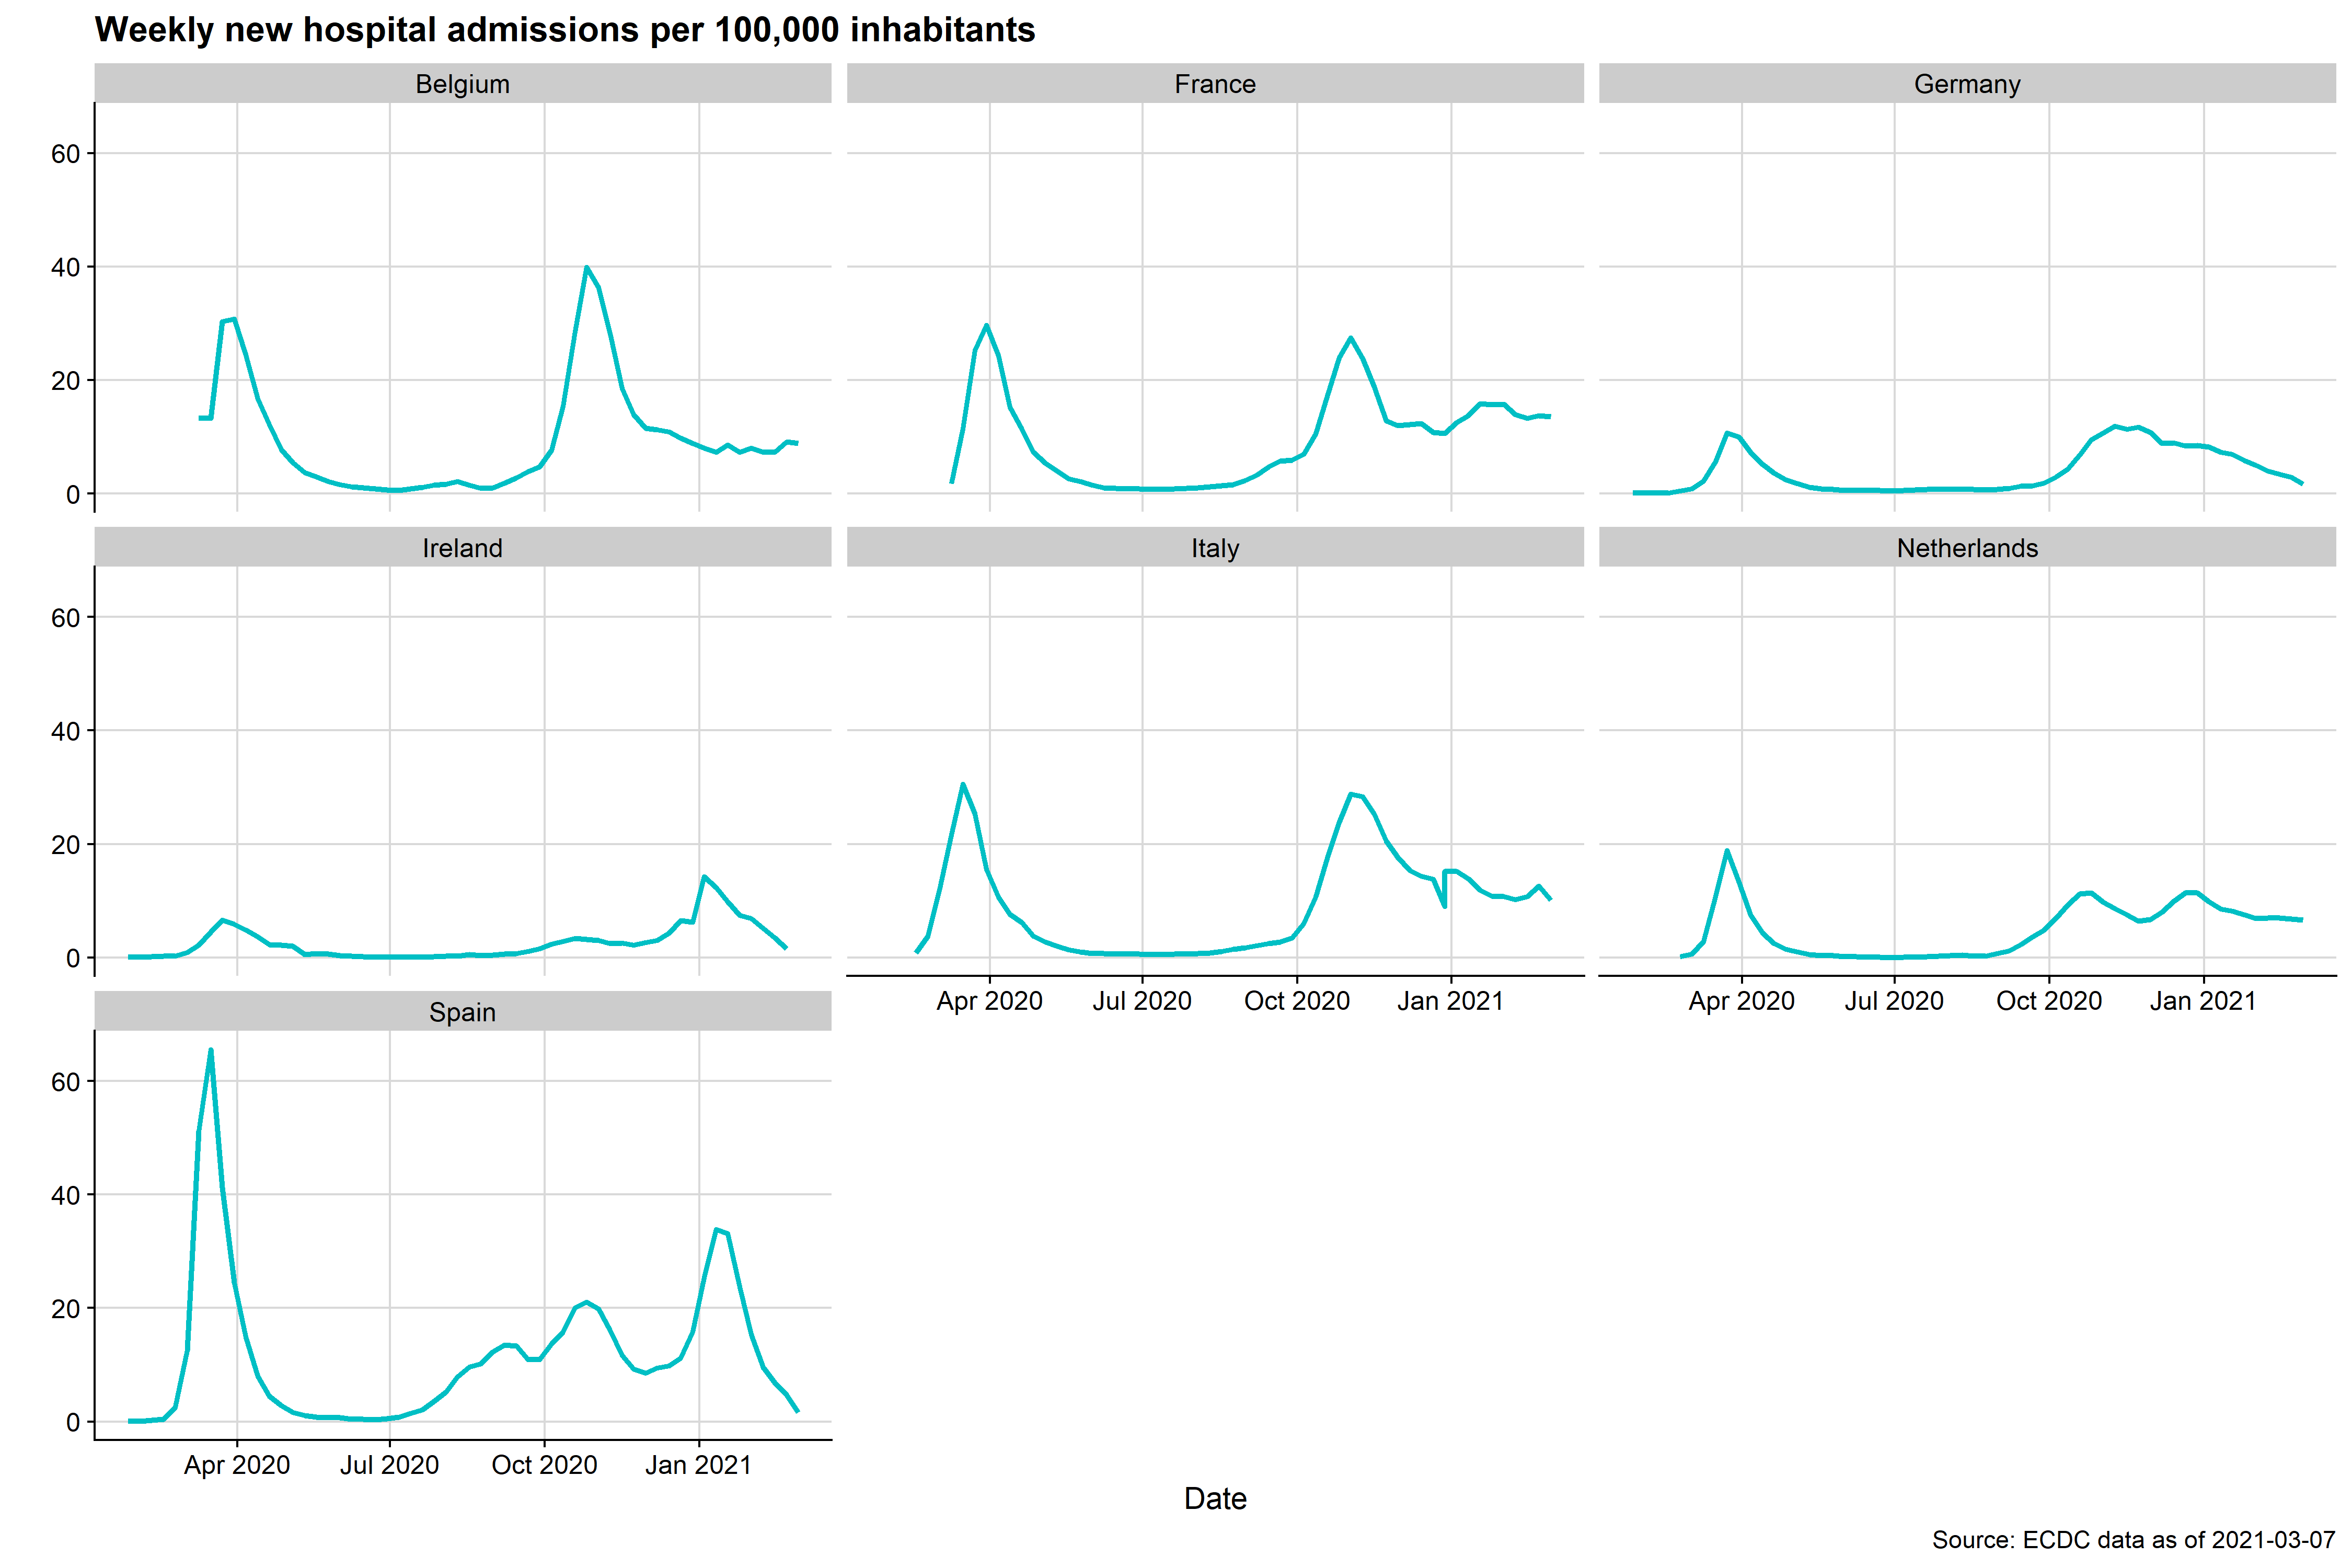 Weekly new hospital admissions per 100,000 inhabitants
Belgium France Germany
60
40
20
0
Ireland Italy Netherlands
60
40
20
0
Apr 2020 Jul 2020 Oct 2020 Jan 2021 Apr 2020 Jul 2020 Oct 2020 Jan 2021
Spain
60
40
20
0
Apr 2020 Jul 2020 Oct 2020 Jan 2021
Date
Source: ECDC data as of 2021-03-07